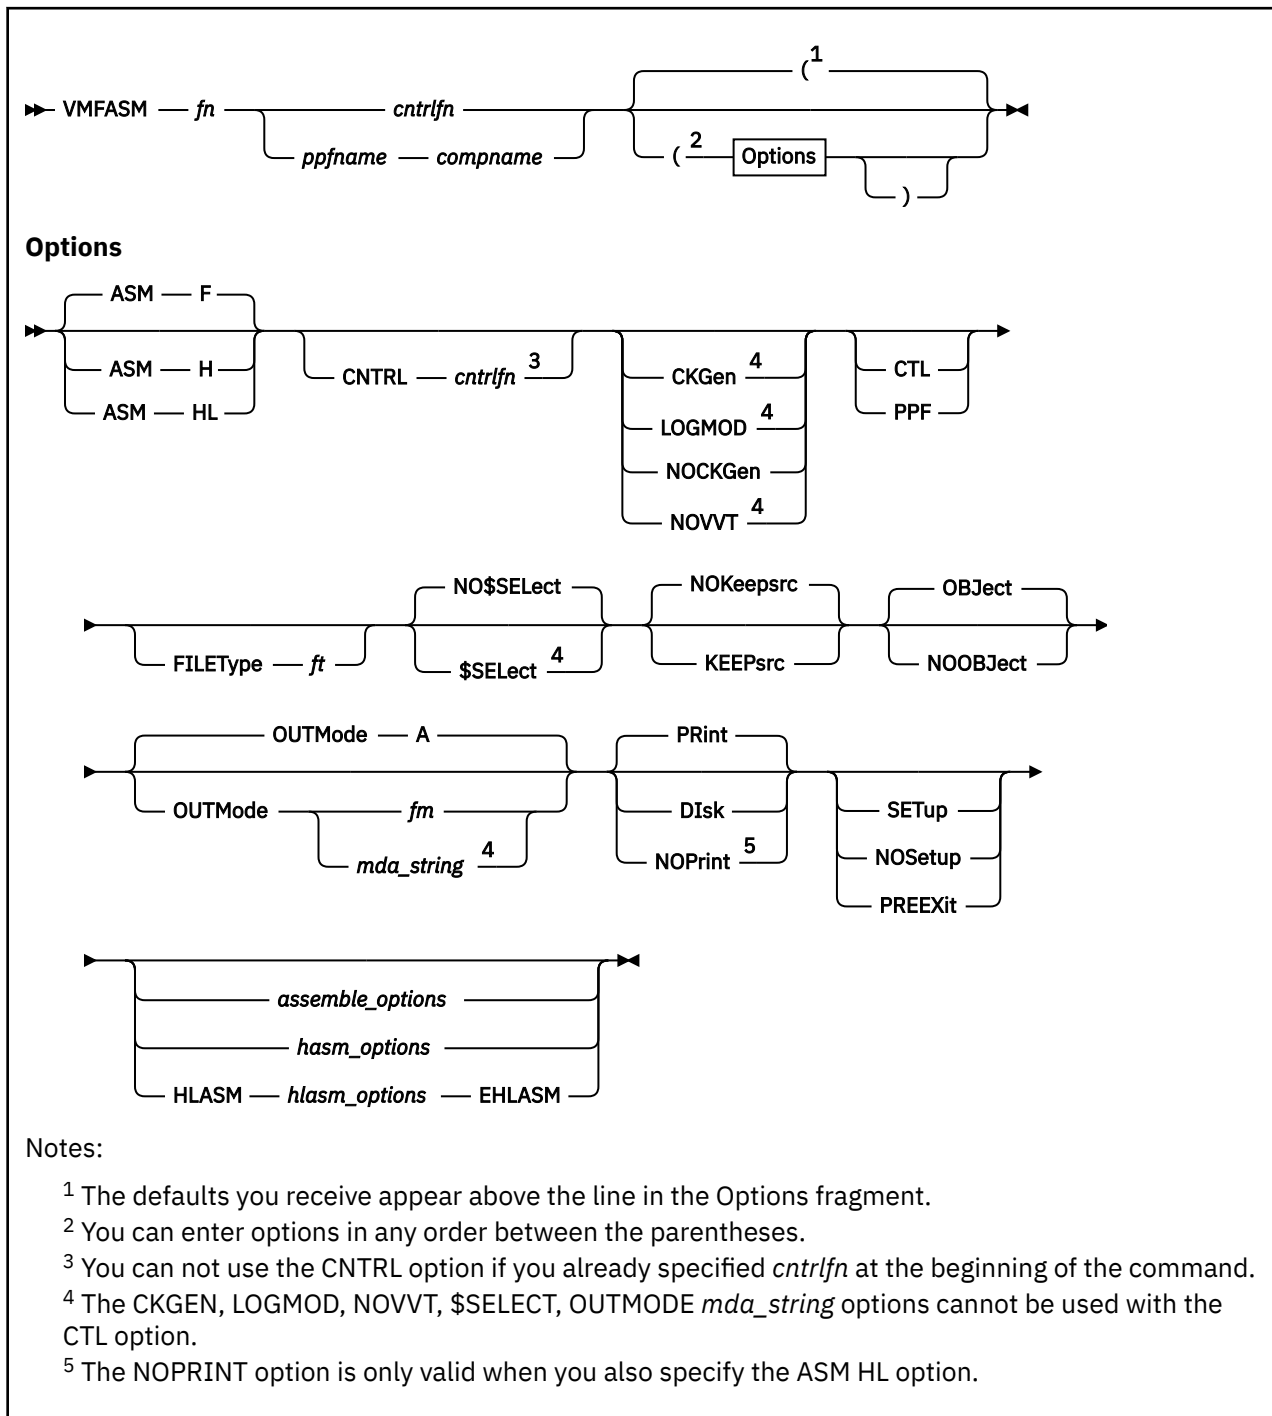 ( 1
VMFASM fn cntrlfn
ppfname compname ( 2 Options
)
Options
ASM F
ASM H
ASM HL
CNTRL cntrlfn 3
CKGen 4
LOGMOD 4
NOCKGen
NOVVT 4
CTL
PPF
FILEType ft
NO$SELect
$SELect 4
NOKeepsrc
KEEPsrc
OBJect
NOOBJect
OUTMode A
OUTMode fm
mda_string 4
PRint
DIsk
NOPrint 5
SETup
NOSetup
PREEXit
assemble_options
hasm_options
HLASM hlasm_options EHLASM
Notes:
1 The defaults you receive appear above the line in the Options fragment.
2 You can enter options in any order between the parentheses.
3 You can not use the CNTRL option if you already specified cntrlfn at the beginning of the command.
4 The CKGEN, LOGMOD, NOVVT, $SELECT, OUTMODE mda_string options cannot be used with the
CTL option.
5 The NOPRINT option is only valid when you also specify the ASM HL option.